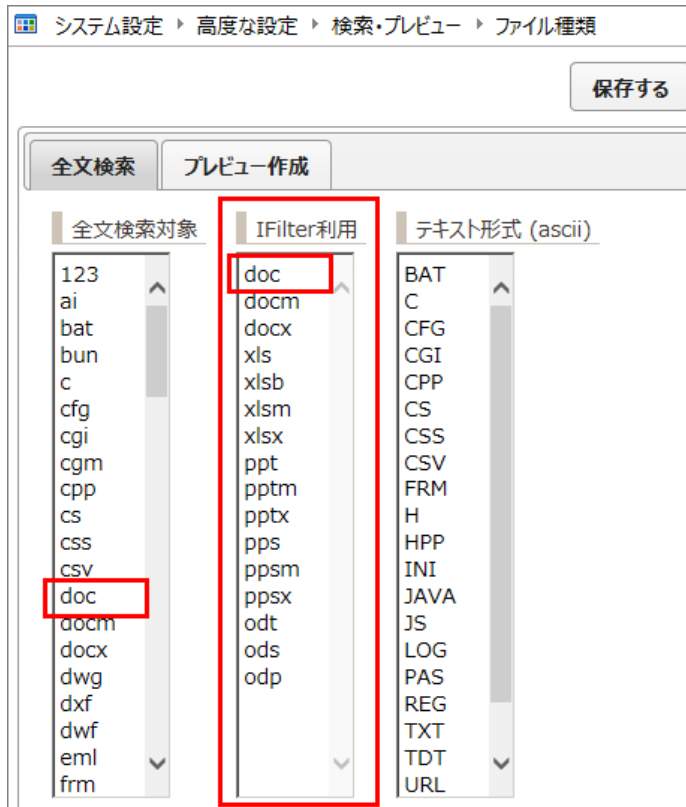 システム設定 ▶ 高度な設定 ▶ 検索・プレビュー ▶ ファイル種類
保存する
全文検索
プレビュー作成
全文検索対象
123
ai
bat
bun
c
cfg
cgi
cgm
cpp
cs
css
csv
doc
docm
docx
dwg
dxf
dwf
eml
frm
IFilter利用
doc
docm
docx
xls
xlsb
xlsm
xlsx
ppt
pptm
pptx
pps
ppsm
ppsx
odt
ods
odp
テキスト形式 (ascii)
BAT
C
CFG
CGI
CPP
CS
CSS
CSV
FRM
H
HPP
INI
JAVA
JS
LOG
PAS
REG
TXT
TDT
URL